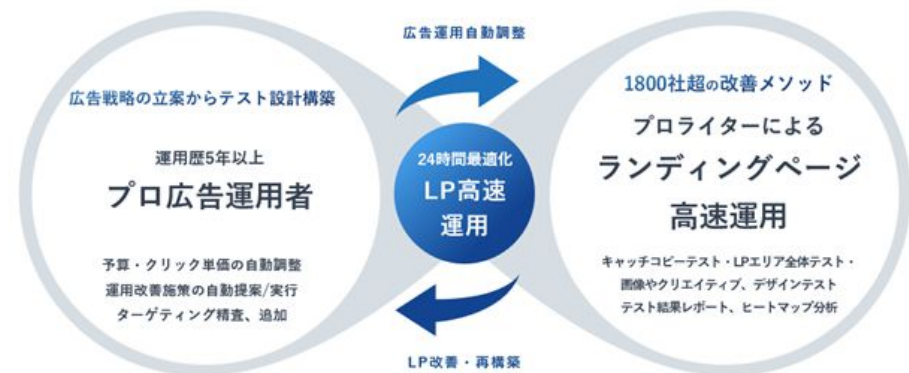 広告運用自動調整
広告戦略の立案からテスト設計構築
運用歴5年以上
プロ広告運用者
予算・クリック単価の自動調整
運用改善施策の自動提案/実行
ターゲティング精査、追加
24時間最適化
LP高速
運用
1800社超の改善メソッド
プロライターによる
ランディングページ
高速運用
キャッチコピーテスト・LPエリア全体テスト・
画像やクリエイティブ、デザインテスト
テスト結果レポート、ヒートマップ分析
LP改善・再構築